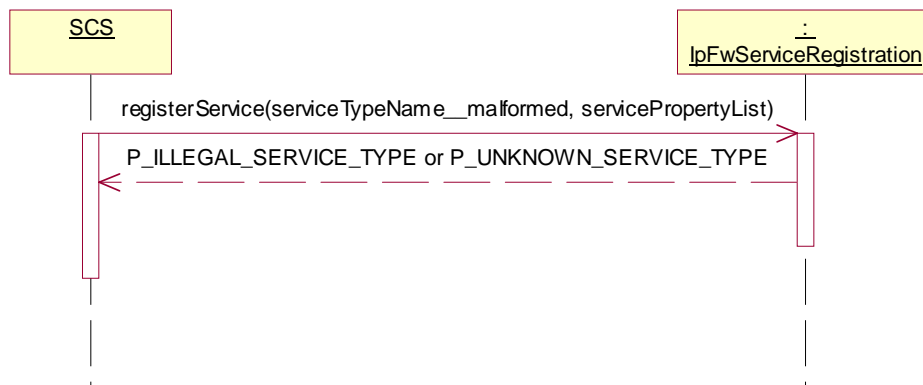 SCS
:
IpFwServiceRegistration
registerService(serviceTypeName__malformed, servicePropertyList)
P_ILLEGAL_SERVICE_TYPE or P_UNKNOWN_SERVICE_TYPE